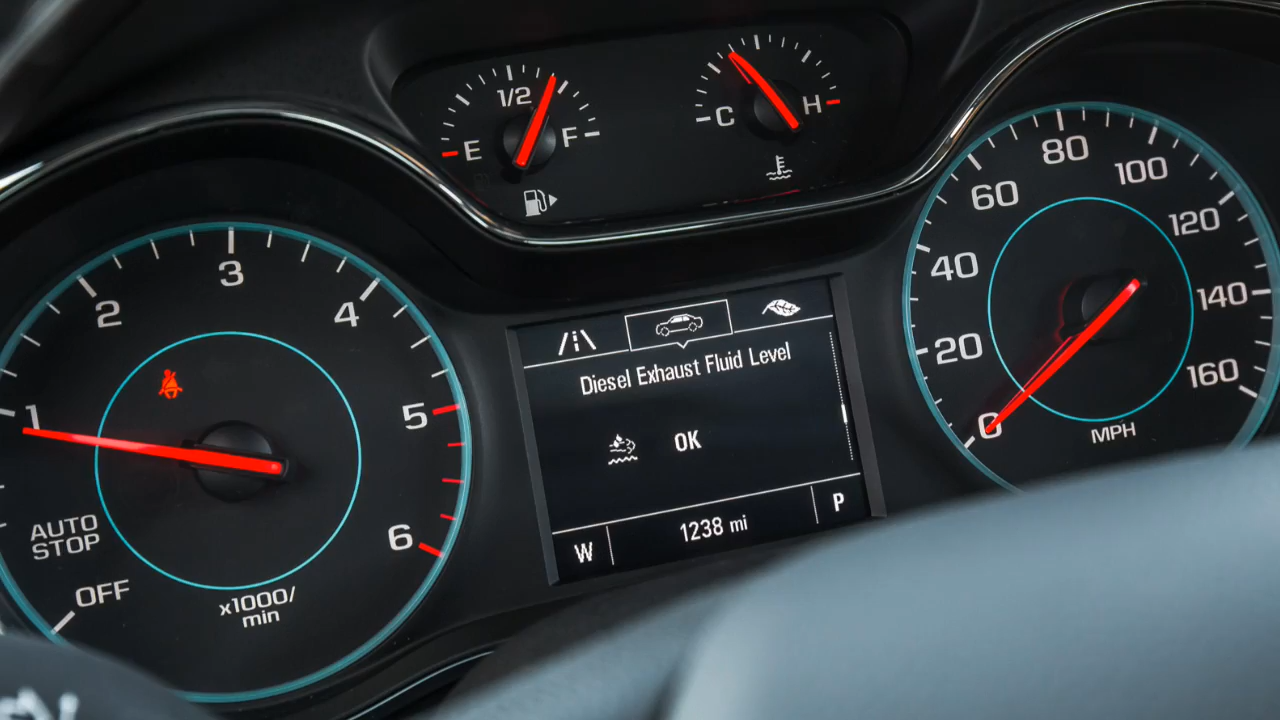 1/2
E
F
C
H
1
2
3
4
5
6
AUTO
STOP
OFF
x1000/
min
Diesel Exhaust Fluid Level
OK
W
1238 mi
P
0
20
40
60
80
100
120
140
160
MPH